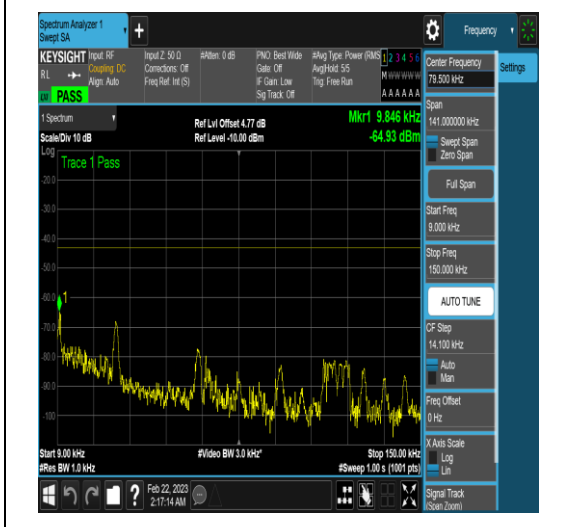 Spectrum Analyzer 1
Swept SA
Frequency
KEYSIGHT
RL
PASS
Input: RF
Coupling: DC
Align: Auto
Input Z: 50 Ω
Corrections: Off
Freq Ref: Int (S)
#Atten: 0 dB
PNO: Best Wide
Gate: Off
IF Gain: Low
Sig Track: Off
#Avg Type: Power (RMS
Avg|Hold: 5/5
Trig: Free Run
1 2 3 4 5 6
M W W W W W
A A A A A A
1 Spectrum
Scale/Div 10 dB
Ref Lvl Offset 4.77 dB
Ref Level -10.00 dBm
Mkr1 9.846 kHz
-64.93 dBm
Log
Trace 1 Pass
-20.0
-30.0
-40.0
-50.0
-60.0
1
-70.0
-80.0
-90.0
-100
Start 9.00 kHz
#Res BW 1.0 kHz
#Video BW 3.0 kHz*
Stop 150.00 kHz
#Sweep 1.00 s (1001 pts)
?
Feb 22, 2023
2:17:14 AM
Center Frequency
79.500 kHz
Span
141.000000 kHz
Swept Span
Zero Span
Full Span
Start Freq
9.000 kHz
Stop Freq
150.000 kHz
AUTO TUNE
CF Step
14.100 kHz
Auto
Man
Freq Offset
0 Hz
X Axis Scale
Log
Lin
Signal Track
(Span Zoom)
Settings